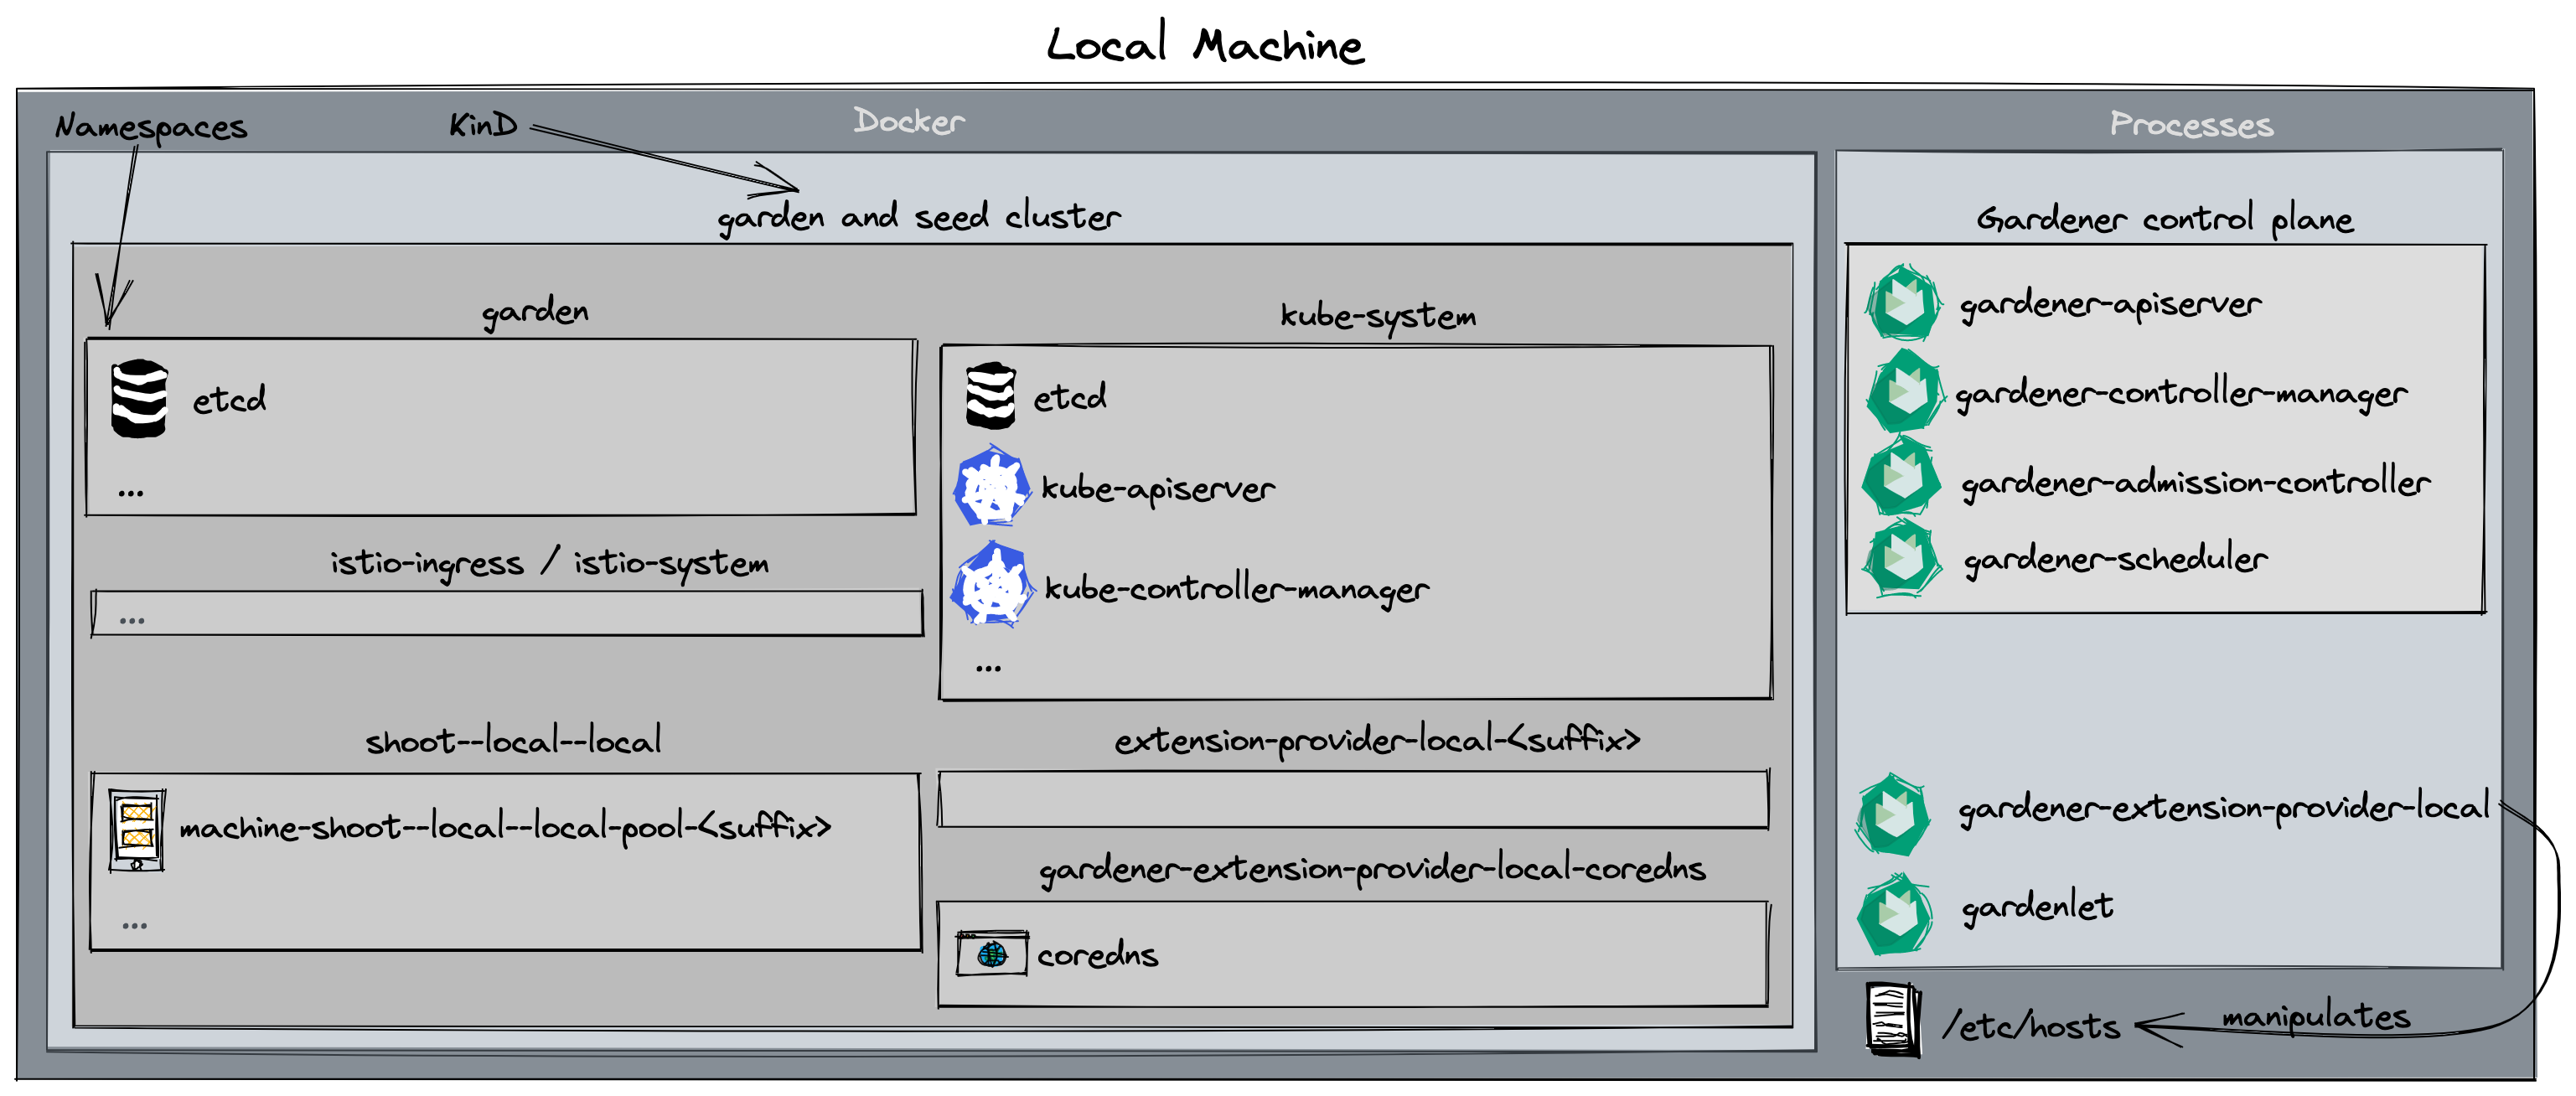 Local Machine
Namespaces
KinD
Docker
Processes
garden and seed cluster
garden
etcd
...
istio-ingress / istio-system
...
shoot--local--local
machine-shoot--local--local-pool-<suffix>
...
kube-system
etcd
kube-apiserver
kube-controller-manager
...
extension-provider-local-<suffix>
gardener-extension-provider-local-coredns
coredns
Gardener control plane
gardener-apiserver
gardener-controller-manager
gardener-admission-controller
gardener-scheduler
gardener-extension-provider-local
gardenlet
/etc/hosts
manipulates